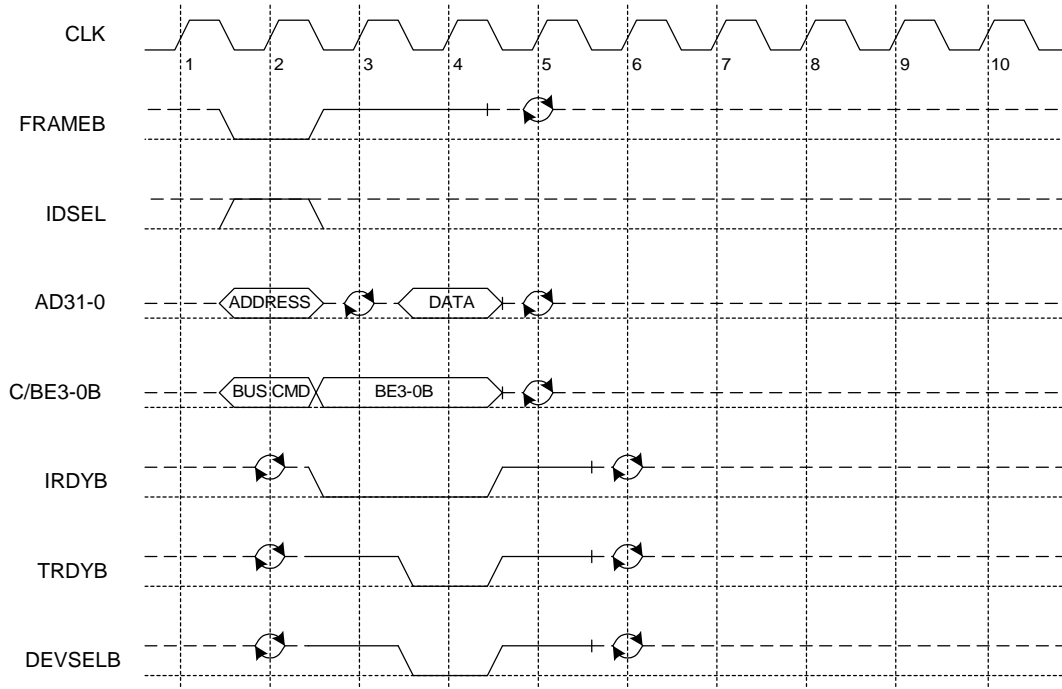 CLK
1 2 3 4 5 6 7 8 9 10
FRAMEB
IDSEL
AD31-0 ADDRESS DATA
C/BE3-0B BUS CMD BE3-0B
IRDYB
TRDYB
DEVSELB